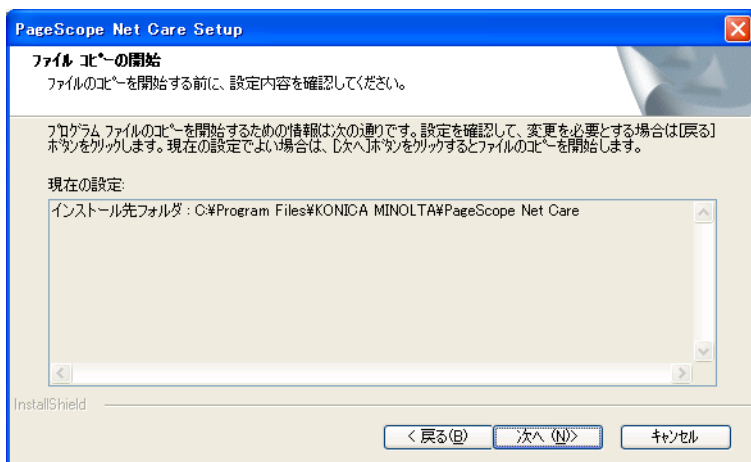 PageScope Net Care Setup
ファイル コピーの開始
ファイルのコピーを開始する前に、設定内容を確認してください。
プログラム ファイルのコピーを開始するための情報は次の通りです。設定を確認して、変更を必要とする場合は[戻る]
ボタンをクリックします。現在の設定でよい場合は、[次へ]ボタンをクリックするとファイルのコピーを開始します。
現在の設定:
インストール先フォルダ : C:¥Program Files¥KONICA MINOLTA¥PageScope Net Care
InstallShield
< 戻る(B)
次へ (N)>
キャンセル